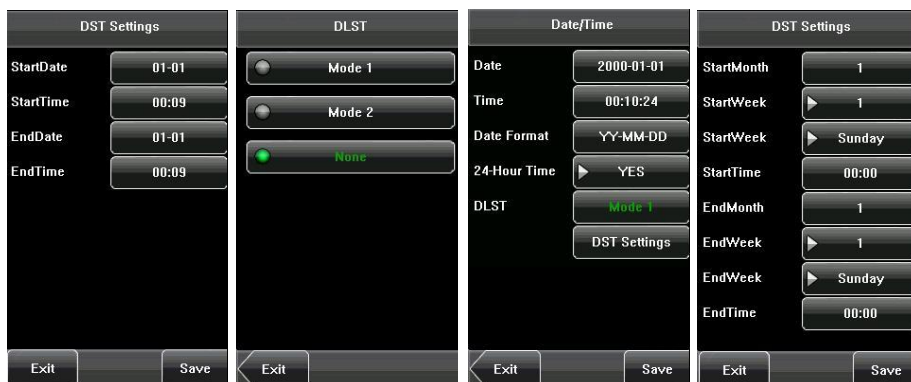 DST Settings
StartDate 01-01
StartTime 00:09
EndDate 01-01
EndTime 00:09
Exit Save
DLST
Mode 1
Mode 2
None
Exit
Date/Time
Date 2000-01-01
Time 00:10:24
Date Format YY-MM-DD
24-Hour Time YES
DLST Mode 1
DST Settings
Exit Save
DST Settings
StartMonth 1
StartWeek 1
StartWeek Sunday
StartTime 00:00
EndMonth 1
EndWeek 1
EndWeek Sunday
EndTime 00:00
Exit Save